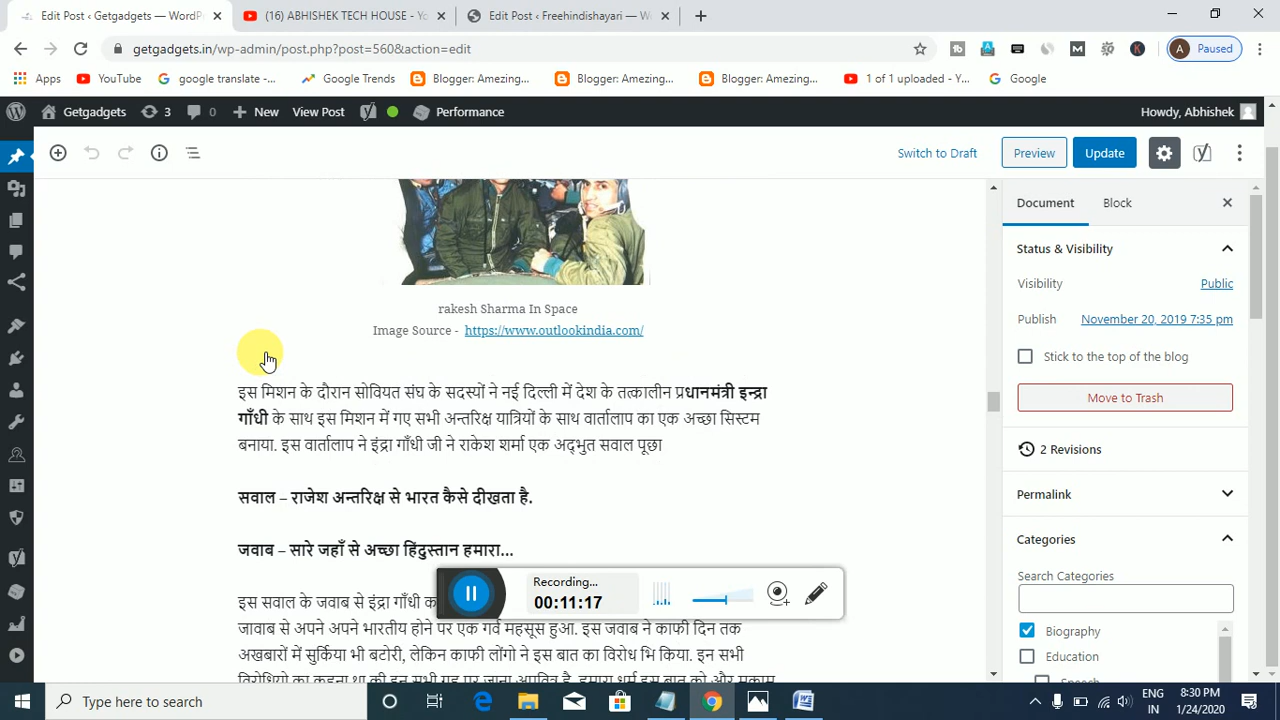 Edit Post ‹ Getgadgets — WordP
(16) ABHISHEK TECH HOUSE - Yo
Edit Post ‹ Freehindishayari — W
getgadgets.in/wp-admin/post.php?post=560&action=edit
A Paused
Apps
YouTube
google translate -...
Google Trends
Blogger: Amezing...
Blogger: Amezing...
Blogger: Amezing...
1 of 1 uploaded - Y...
Google
Getgadgets
3
0
New
View Post
Performance
Howdy, Abhishek
Switch to Draft
Preview
Update
Document
Block
rakesh Sharma In Space
Image Source - https://www.outlookindia.com/
इस मिशन के दौरान सोवियत संघ के सदस्यों ने नई दिल्ली में देश के तत्कालीन प्रधानमंत्री इन्द्रा
गाँधी के साथ इस मिशन में गए सभी अन्तरिक्ष यात्रियों के साथ वार्तालाप का एक अच्छा सिस्टम
बनाया. इस वार्तालाप ने इंद्रा गाँधी जी ने राकेश शर्मा एक अद्भुत सवाल पूछा
सवाल – राजेश अन्तरिक्ष से भारत कैसे दीखता है.
जवाब – सारे जहाँ से अच्छा हिंदुस्तान हमारा...
इस सवाल के जवाब से इंद्रा गाँधी
जावाब से अपने अपने भारतीय होने पर एक गर्व महसूस हुआ. इस जवाब ने काफी दिन तक
अखबारों में सुर्किया भी बटोरी, लेकिन काफी लोंगो ने इस बात का विरोध भि किया. इन सभी
Status & Visibility
Visibility
Public
Publish
November 20, 2019 7:35 pm
Stick to the top of the blog
Move to Trash
2 Revisions
Permalink
Categories
Search Categories
Biography
Education
Recording...
00:11:17
Type here to search
ENG
IN
8:30 PM
1/24/2020